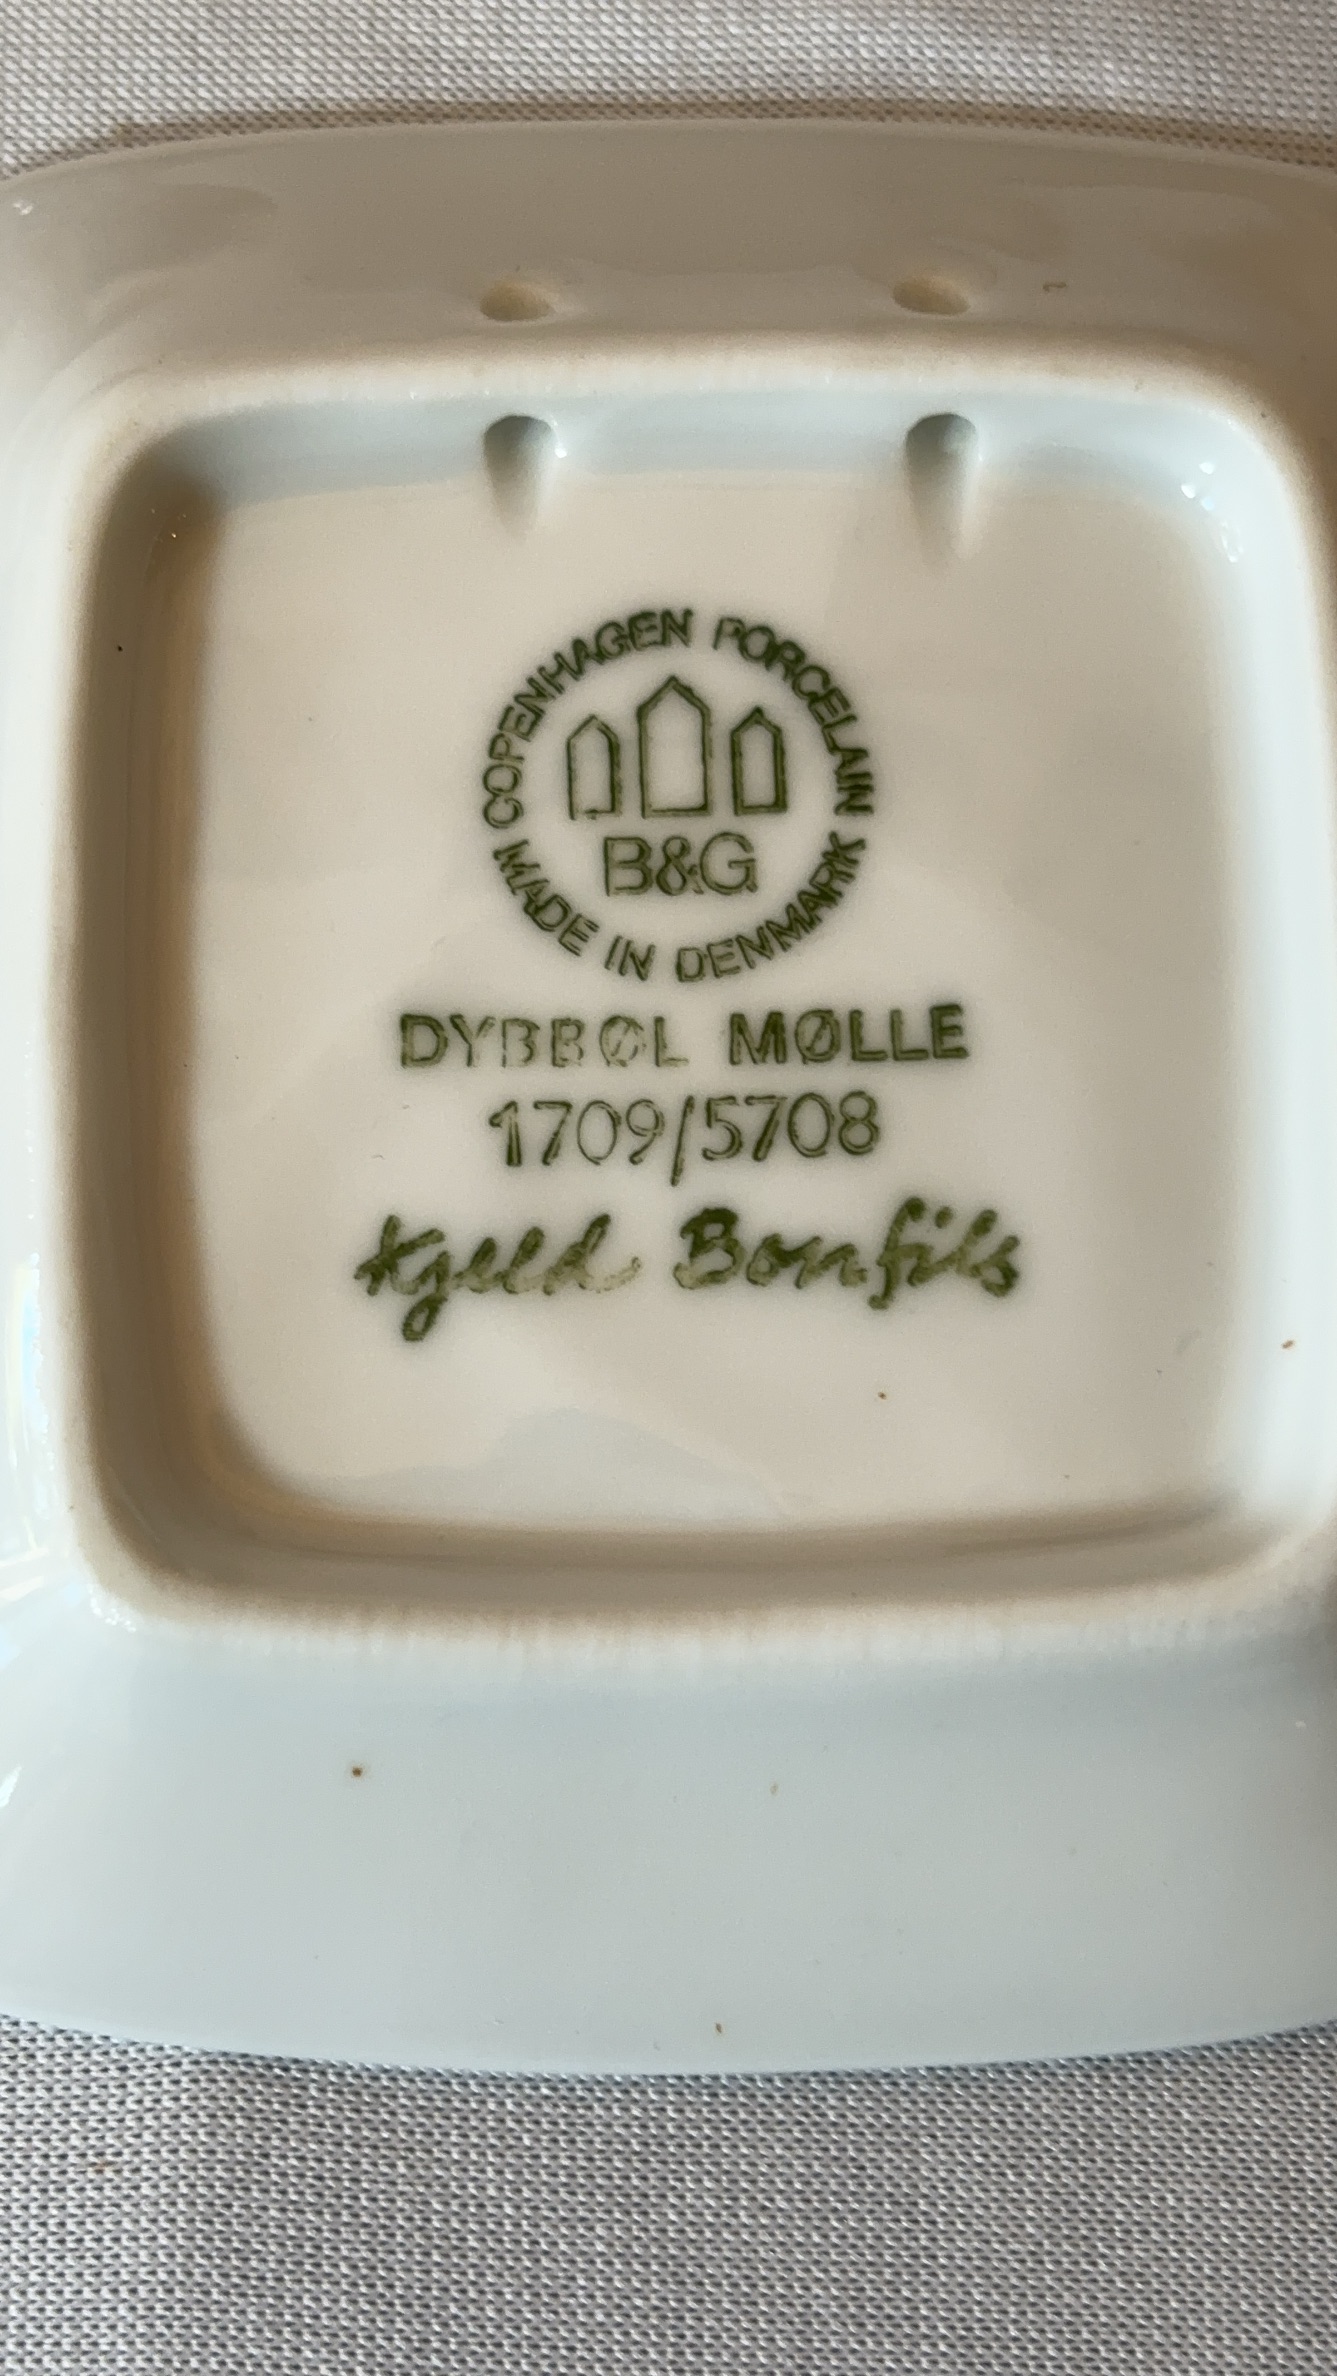 COPENHAGEN PORCELAIN
B&G
MADE IN DENMARK
DYBBØL MØLLE
1709/5708
Kjeld Bonfils